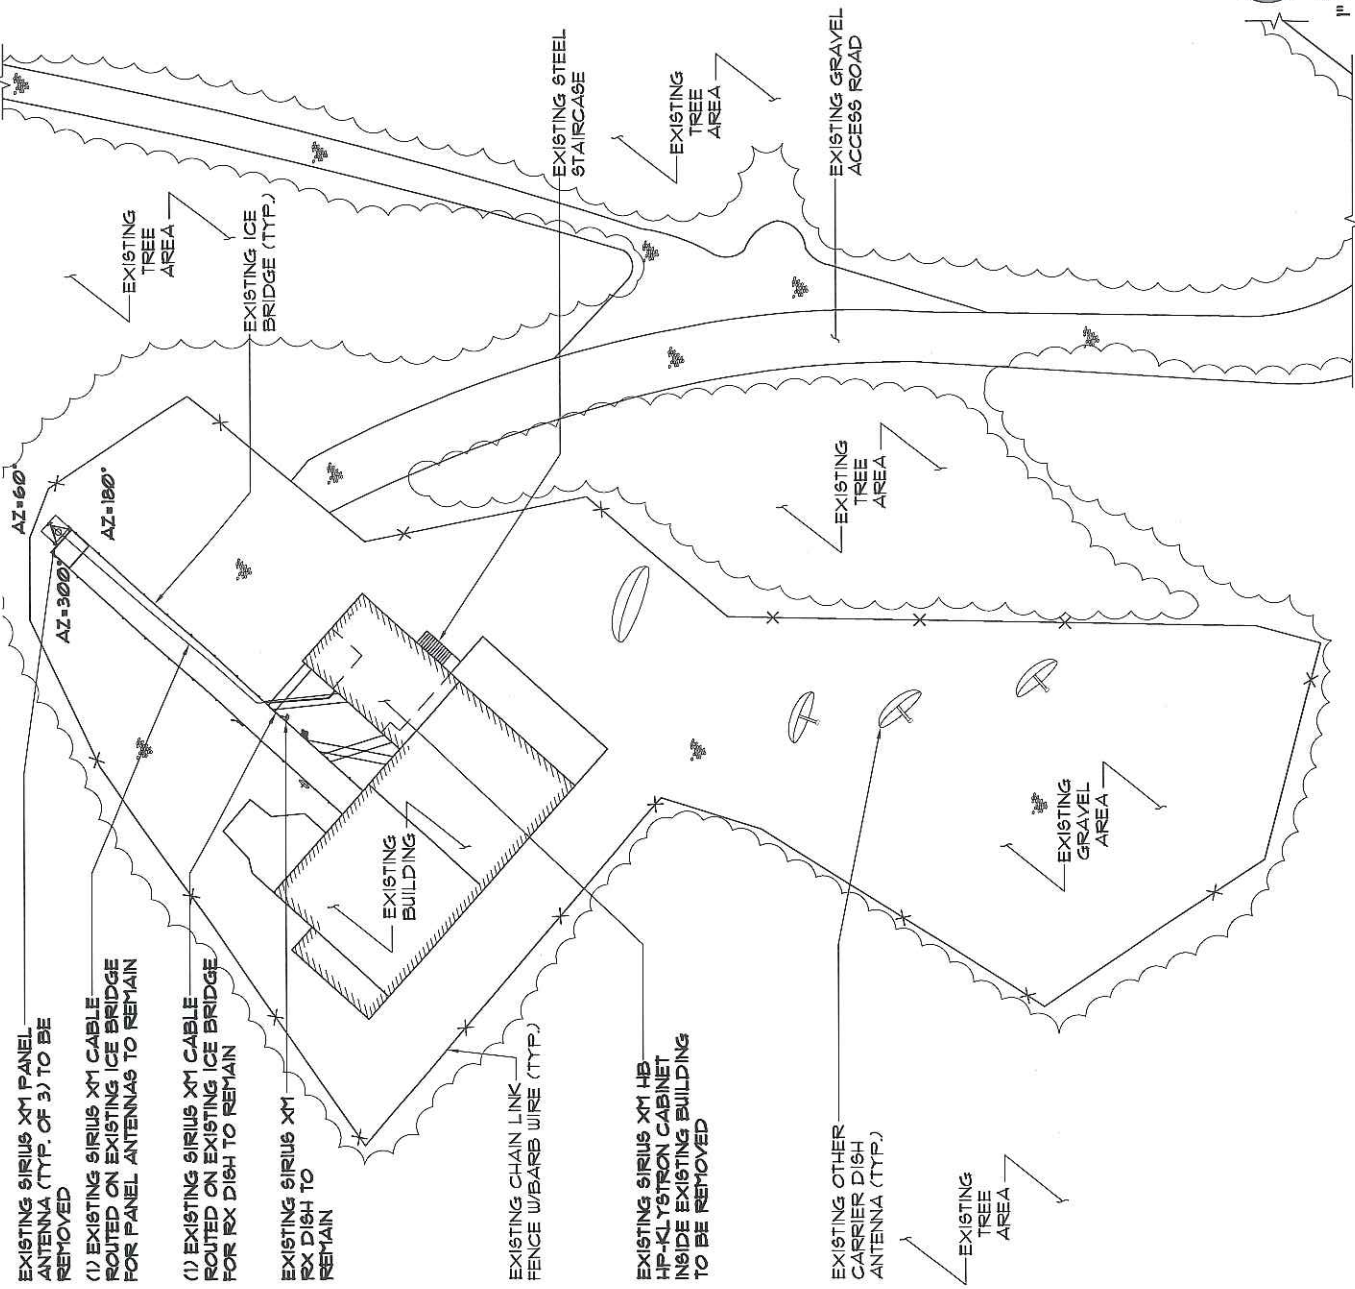 EXISTING SIRIUS XM PANEL
ANTENNA (TYP. OF 3) TO BE
REMOVED
(1) EXISTING SIRIUS XM CABLE
ROUTED ON EXISTING ICE BRIDGE
FOR PANEL ANTENNAS TO REMAIN
(1) EXISTING SIRIUS XM CABLE
ROUTED ON EXISTING ICE BRIDGE
FOR RX DISH TO REMAIN
EXISTING SIRIUS XM
RX DISH TO
REMAIN
EXISTING CHAIN LINK
FENCE W/BARB WIRE (TYP.)
EXISTING SIRIUS XM HB
HP-KLYSTRON CABINET
INSIDE EXISTING BUILDING
TO BE REMOVED
EXISTING OTHER
CARRIER DISH
ANTENNA (TYP.)
EXISTING
TREE
AREA
EXISTING
BUILDING
EXISTING
GRAVEL
AREA
AZ=300°
AZ=60°
AZ=180°
EXISTING
TREE
AREA
EXISTING
TREE
AREA
EXISTING ICE
BRIDGE (TYP.)
EXISTING STEEL
STAIRCASE
EXISTING
TREE
AREA
EXISTING GRAVEL
ACCESS ROAD
1"